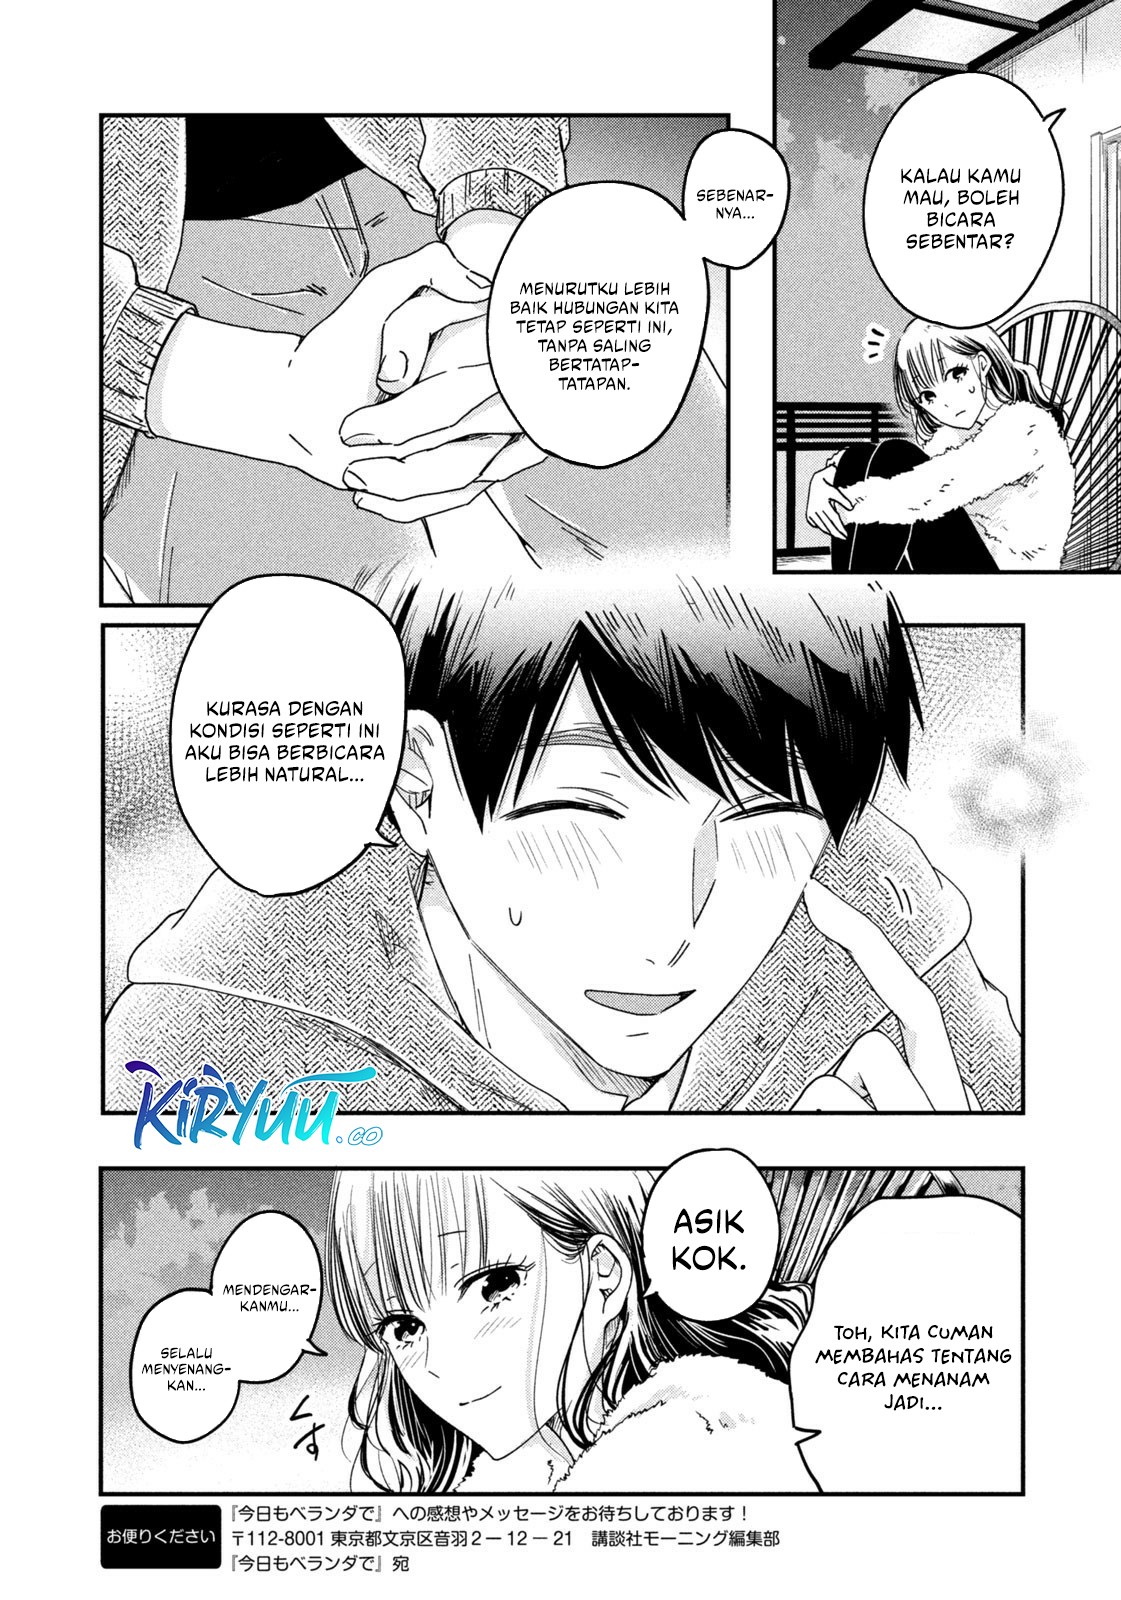 KALAU KAMU
MAU, BOLEH
BICARA
SEBENTAR?
SEBENAR-
NYA...
MENURUTKU LEBIH
BAIK HUBUNGAN KITA
TETAP SEPERTI INI,
TANPA SALING
BERTATAP-
TATAPAN.
KURASA DENGAN
KONDISI SEPERTI INI
AKU BISA BERBICARA
LEBIH NATURAL...
KIRYUU.CO
TOH, KITA CUMAN
MEMBAHAS TENTANG
CARA MENANAM
JADI...
ASIK
KOK.
MENDENGAR-
KANMU...
SELALU
MENYENANG-
KAN...
くす
お便りください
『今日もベランダで』への感想やメッセージをお待ちしております！
〒112-8001 東京都文京区音羽2－12－21　講談社モーニング編集部
『今日もベランダで』宛